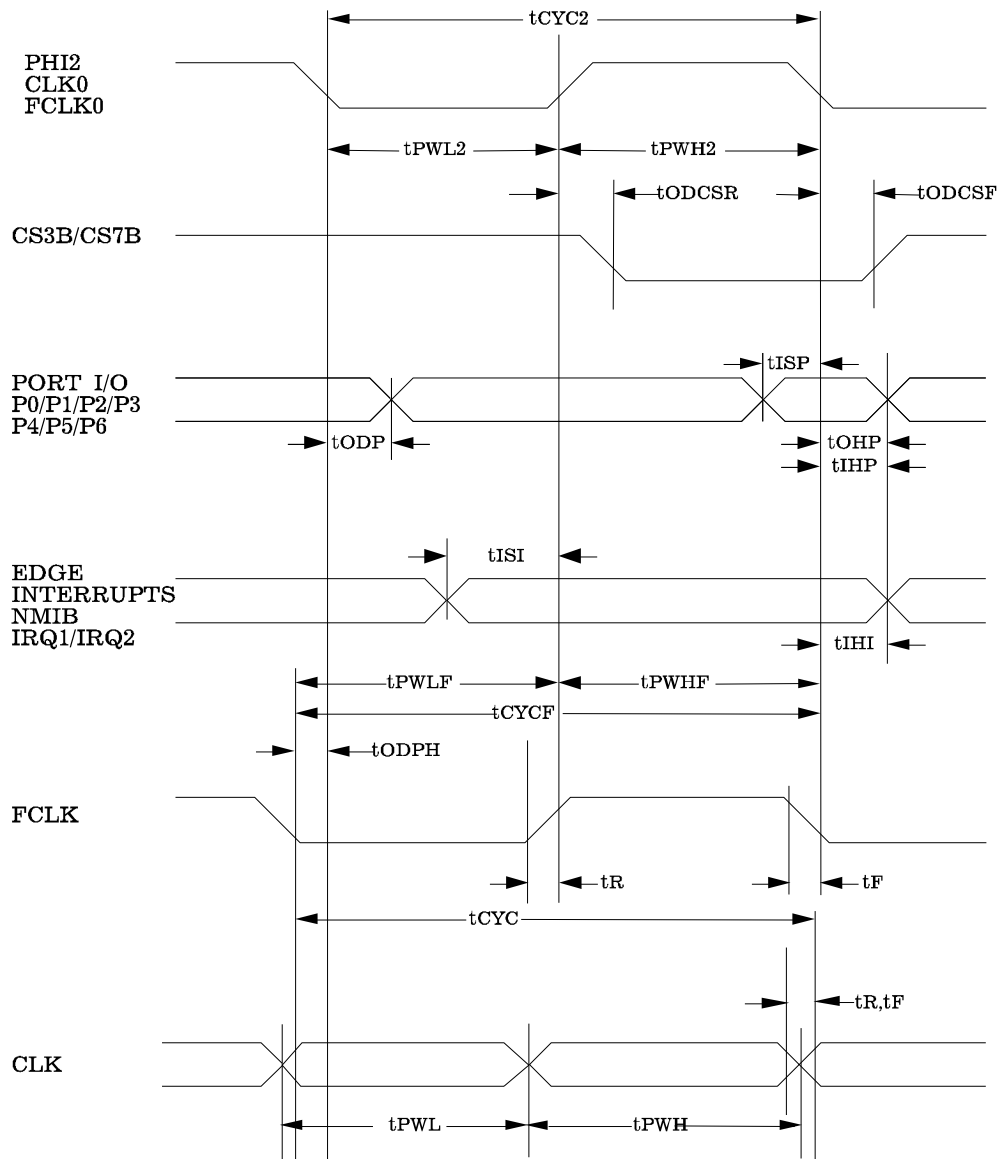 tCYC2
PHI2
CLK0
FCLK0
tPWL2
tPWH2
tODCSR
tODCSF
CS3B/CS7B
tISP
PORT I/O
P0/P1/P2/P3
P4/P5/P6
tODP
tOHP
tIHP
tISI
EDGE
INTERRUPTS
NMIB
IRQ1/IRQ2
tIHI
tPWLF
tPWHF
tCYCF
tODPH
FCLK
tR
tF
tCYC
tR,tF
CLK
tPWL
tPWH